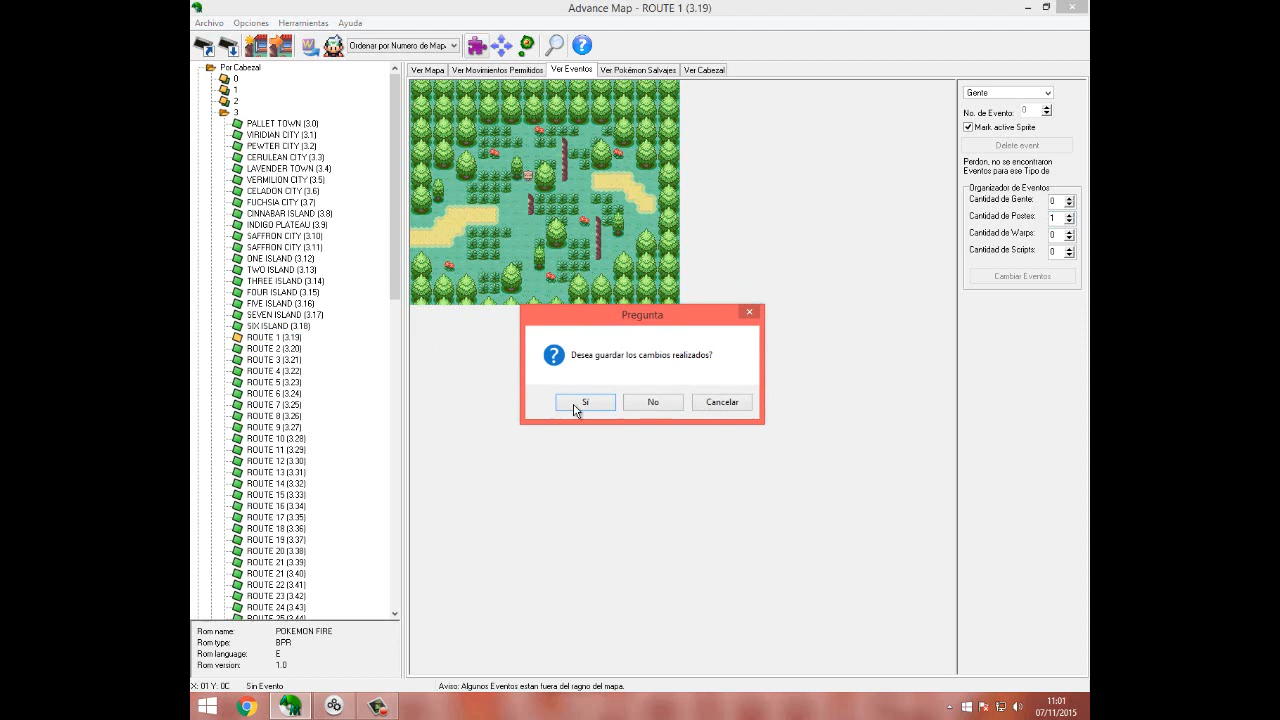 Advance Map - ROUTE 1 (3.19)
Archivo Opciones Herramientas Ayuda
Ordenar por Numero de Map
Ver Mapa Ver Movimientos Permitidos Ver Eventos Ver Pokémon Salvajes Ver Cabezal
Por Cabezal
0
1
2
3
PALLET TOWN (3.0)
VIRIDIAN CITY (3.1)
PEWTER CITY (3.2)
CERULEAN CITY (3.3)
LAVENDER TOWN (3.4)
VERMILION CITY (3.5)
CELADON CITY (3.6)
FUCHSIA CITY (3.7)
CINNABAR ISLAND (3.8)
INDIGO PLATEAU (3.9)
SAFFRON CITY (3.10)
SAFFRON CITY (3.11)
ONE ISLAND (3.12)
TWO ISLAND (3.13)
THREE ISLAND (3.14)
FOUR ISLAND (3.15)
FIVE ISLAND (3.16)
SEVEN ISLAND (3.17)
SIX ISLAND (3.18)
ROUTE 1 (3.19)
ROUTE 2 (3.20)
ROUTE 3 (3.21)
ROUTE 4 (3.22)
ROUTE 5 (3.23)
ROUTE 6 (3.24)
ROUTE 7 (3.25)
ROUTE 8 (3.26)
ROUTE 9 (3.27)
ROUTE 10 (3.28)
ROUTE 11 (3.29)
ROUTE 12 (3.30)
ROUTE 13 (3.31)
ROUTE 14 (3.32)
ROUTE 15 (3.33)
ROUTE 16 (3.34)
ROUTE 17 (3.35)
ROUTE 18 (3.36)
ROUTE 19 (3.37)
ROUTE 20 (3.38)
ROUTE 21 (3.39)
ROUTE 21 (3.40)
ROUTE 22 (3.41)
ROUTE 23 (3.42)
ROUTE 24 (3.43)
ROUTE 25 (3.44)
Gente
No. de Evento: 0
Mark active Sprite
Delete event
Perdon, no se encontraron
Eventos para ese Tipo de
Organizador de Eventos
Cantidad de Gente: 0
Cantidad de Postes: 1
Cantidad de Warps: 0
Cantidad de Scripts: 0
Cambiar Eventos
Pregunta
Desea guardar los cambios realizados?
Sí No Cancelar
Rom name: POKEMON FIRE
Rom type: BPR
Rom language: E
Rom version: 1.0
X: 01 Y: 0C Sin Evento Aviso: Algunos Eventos estan fuera del ragno del mapa.
11:01
07/11/2015